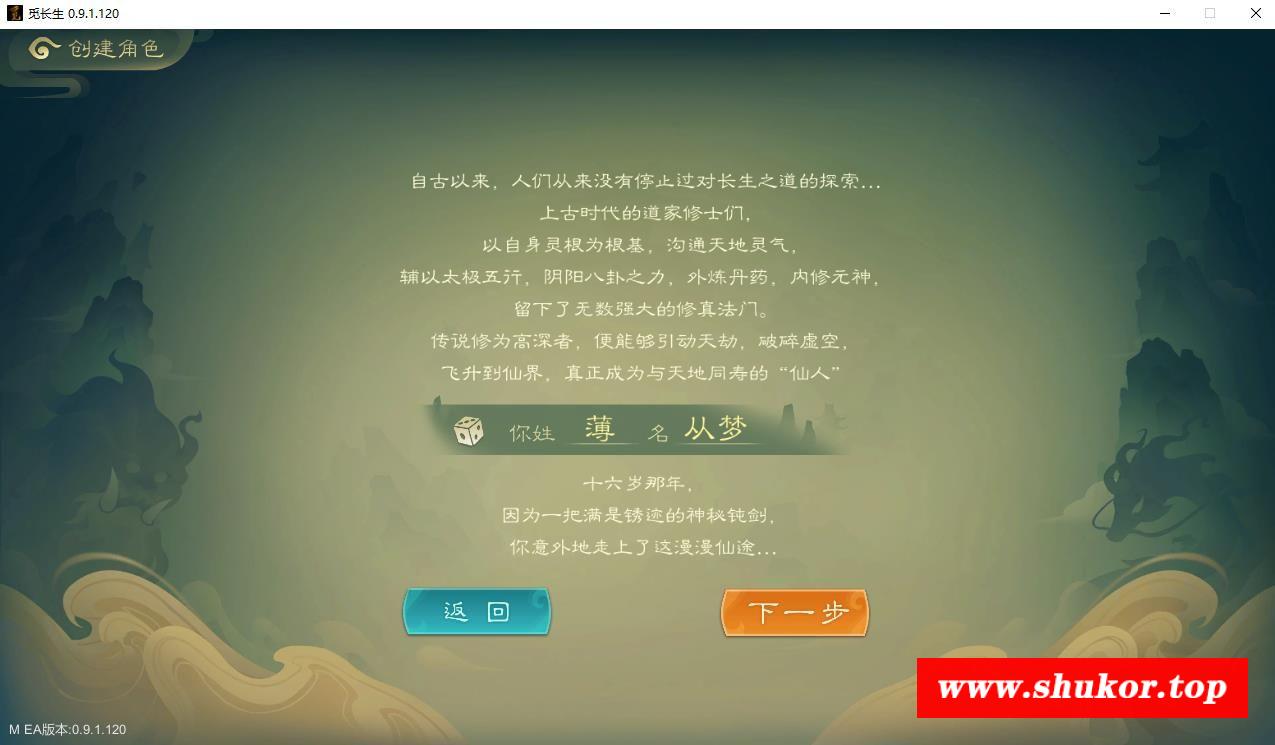 觅长生 0.9.1.120
创建角色
自古以来，人们从来没有停止过对长生之道的探索...
上古时代的道家修士们，
以自身灵根为根基，沟通天地灵气，
辅以太极五行，阴阳八卦之力，外炼丹药，内修元神，
留下了无数强大的修真法门。
传说修为高深者，便能够引动天劫，破碎虚空，
飞升到仙界，真正成为与天地同寿的“仙人”
你姓 薄 名 从梦
十六岁那年，
因为一把满是锈迹的神秘钝剑，
你意外地走上了这漫漫仙途...
返 回
下一步
www.shukor.top
M EA版本:0.9.1.120